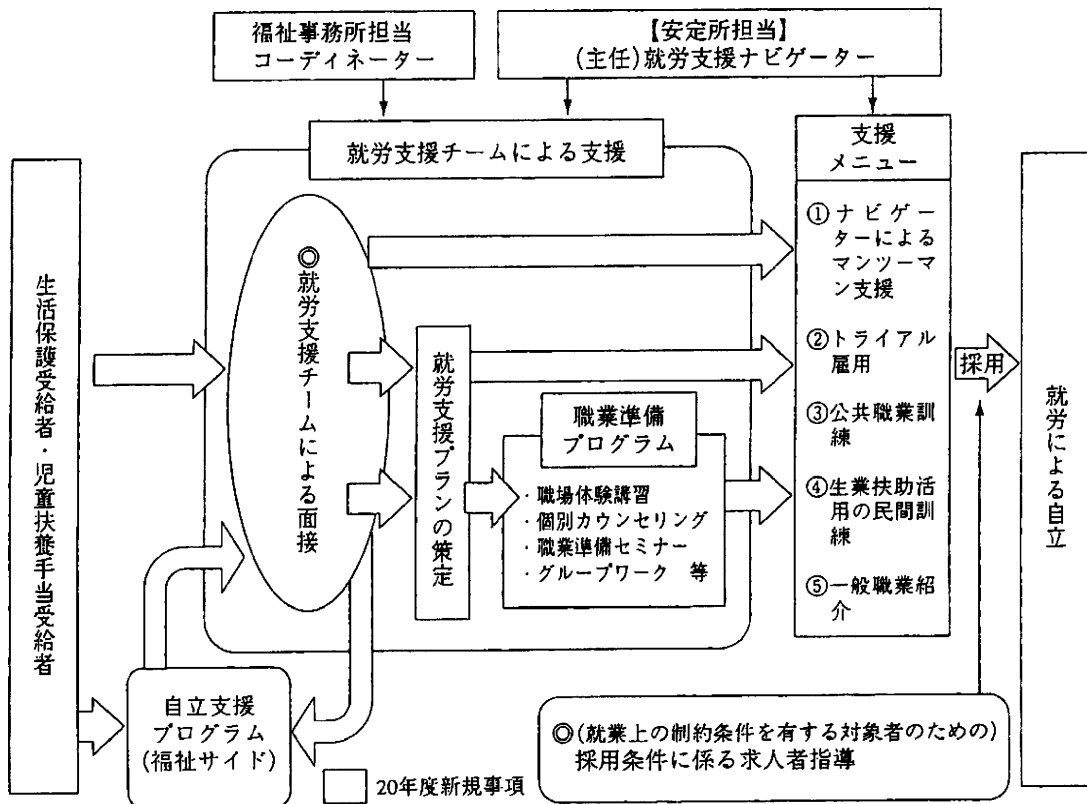 福祉事務所担当
コーディネーター
【安定所担当】
(主任)就労支援ナビゲーター
就労支援チームによる支援
支援
メニュー
生活保護受給者・児童扶養手当受給者
◎就労支援チームによる面接
就労支援プランの策定
職業準備
プログラム
・職場体験講習
・個別カウンセリング
・職業準備セミナー
・グループワーク 等
①ナビゲー
ターによる
マンツーマ
ン支援
②トライアル
雇用
③公共職業訓
練
④生業扶助活
用の民間訓
練
⑤一般職業紹
介
採用
就労による自立
自立支援
プログラム
(福祉サイド)
20年度新規事項
◎(就業上の制約条件を有する対象者のための)
採用条件に係る求人者指導